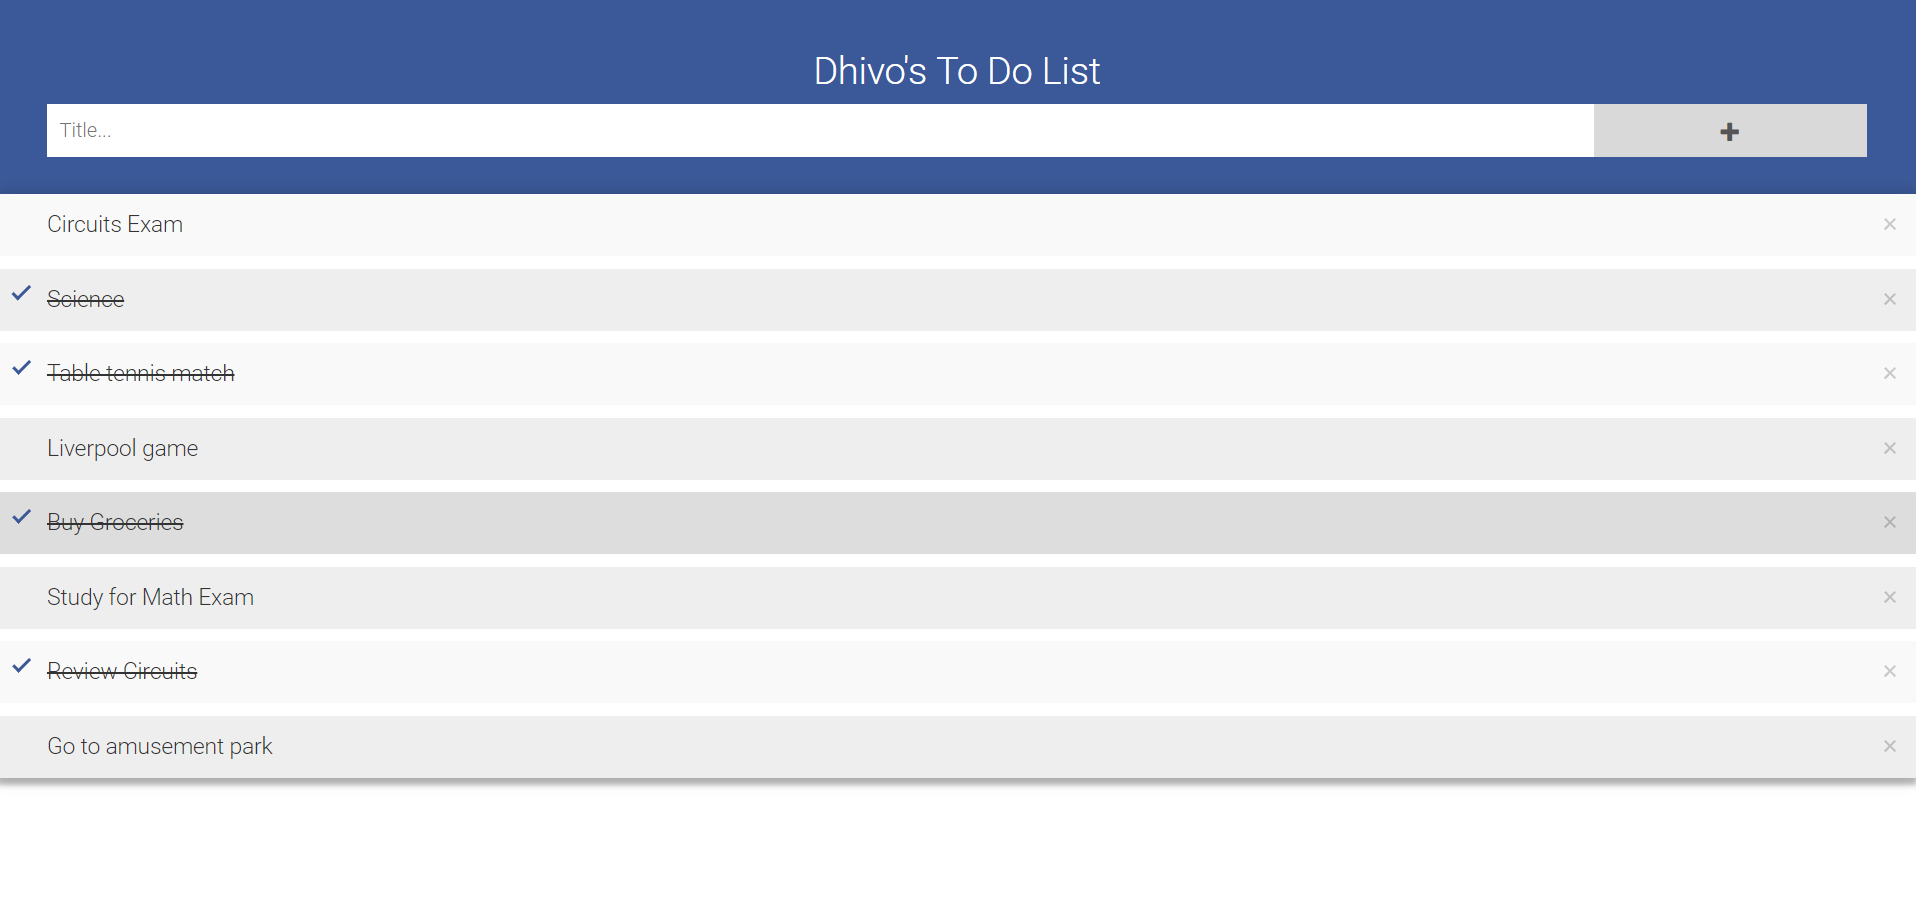 Dhivo's To Do List
Title...
Circuits Exam
Science
Table tennis match
Liverpool game
Buy Groceries
Study for Math Exam
Review Circuits
Go to amusement park